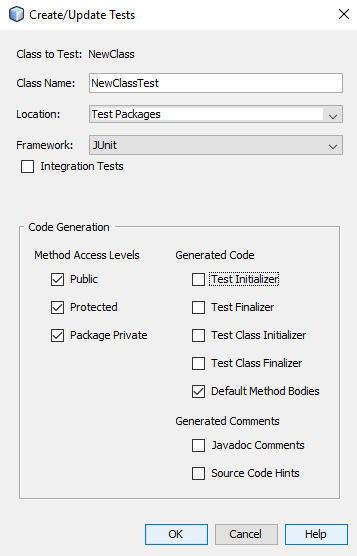 Create/Update Tests
Class to Test: NewClass
Class Name: NewClassTest
Location: Test Packages
Framework: JUnit
Integration Tests
Code Generation
Method Access Levels
Public
Protected
Package Private
Generated Code
Test Initializer
Test Finalizer
Test Class Initializer
Test Class Finalizer
Default Method Bodies
Generated Comments
Javadoc Comments
Source Code Hints
OK Cancel Help